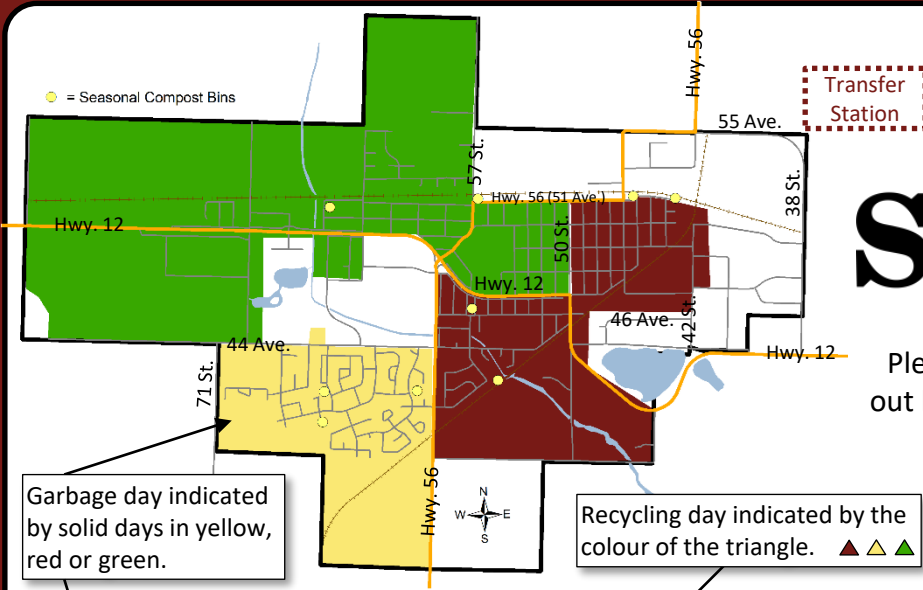 Hwy. 56
Transfer
Station
= Seasonal Compost Bins
55 Ave.
57 St.
38 St.
Hwy. 56 (51 Ave.)
S
Hwy. 12
50 St.
Hwy. 12
46 Ave.
42 St.
44 Ave.
Hwy. 12
Ple
71 St.
out
Hwy. 56
Garbage day indicated
by solid days in yellow,
red or green.
N
W E
S
Recycling day indicated by the
colour of the triangle.